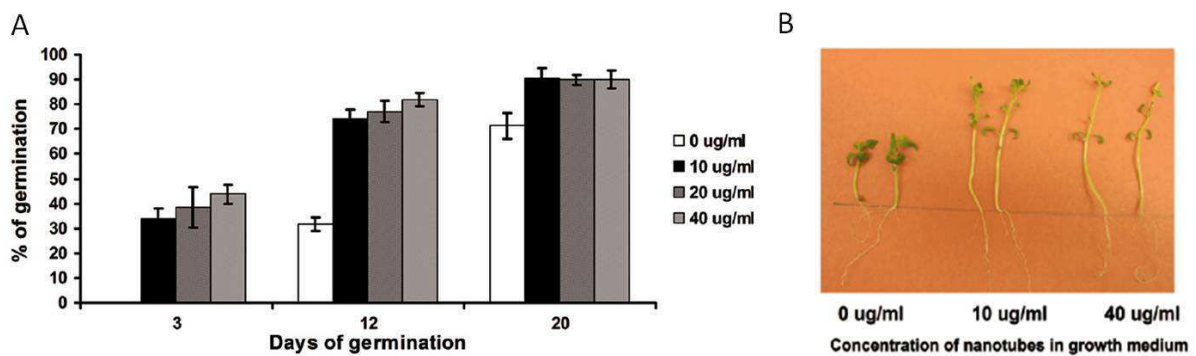 A
% of germination
100
90
80
70
60
50
40
30
20
10
0
3 12 20
Days of germination
0 ug/ml
10 ug/ml
20 ug/ml
40 ug/ml
B
0 ug/ml 10 ug/ml 40 ug/ml
Concentration of nanotubes in growth medium